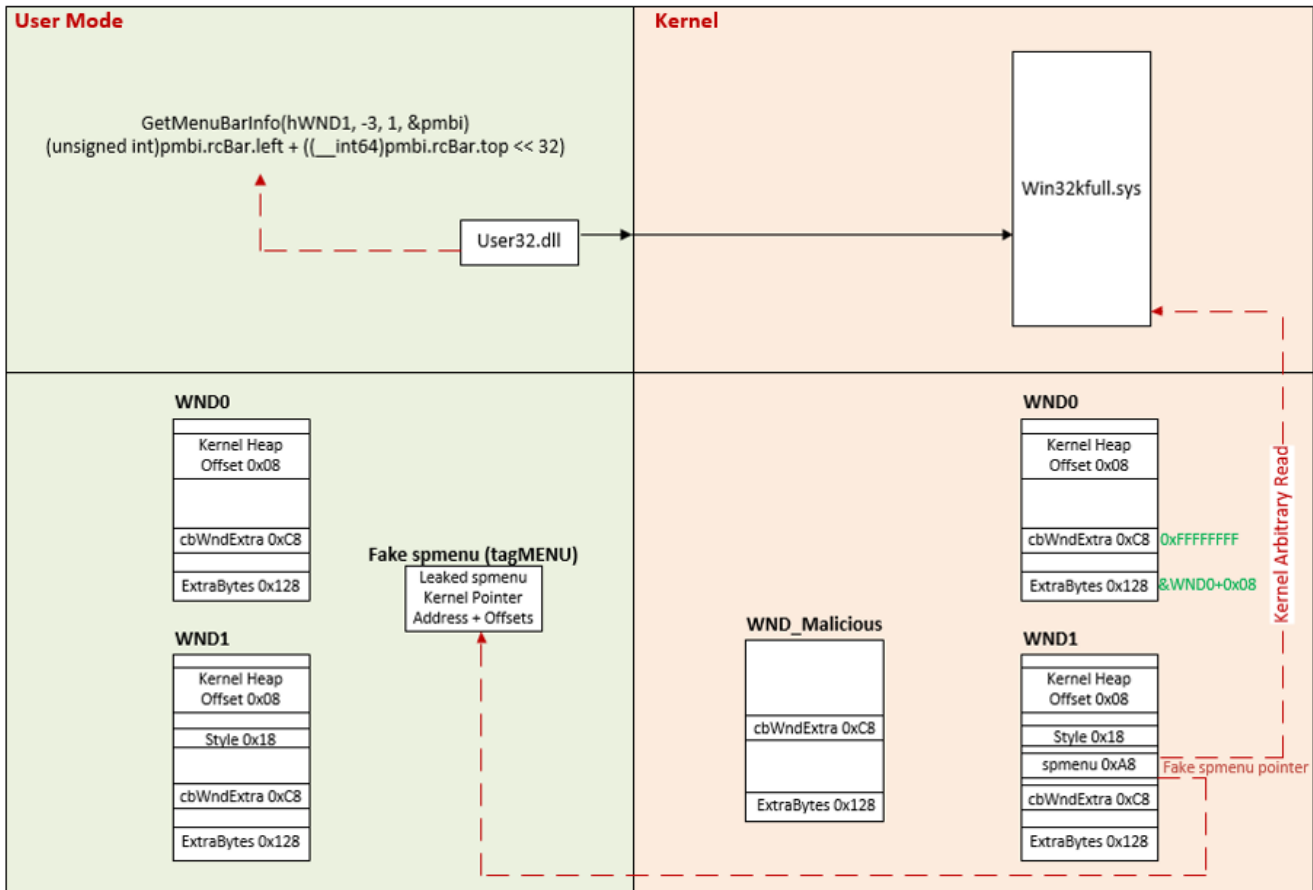 User Mode
Kernel
GetMenuBarInfo(hWND1, -3, 1, &pmbi)
(unsigned int)pmbi.rcBar.left + ((__int64)pmbi.rcBar.top << 32)
User32.dll
Win32kfull.sys
WND0
Kernel Heap
Offset 0x08
cbWndExtra 0xC8
ExtraBytes 0x128
Fake spmenu (tagMENU)
Leaked spmenu
Kernel Pointer
Address + Offsets
WND1
Kernel Heap
Offset 0x08
Style 0x18
cbWndExtra 0xC8
ExtraBytes 0x128
WND_Malicious
cbWndExtra 0xC8
ExtraBytes 0x128
WND0
Kernel Heap
Offset 0x08
cbWndExtra 0xC8
0xFFFFFFFF
ExtraBytes 0x128
&WND0+0x08
Kernel Arbitrary Read
WND1
Kernel Heap
Offset 0x08
Style 0x18
spmenu 0xA8
Fake spmenu pointer
cbWndExtra 0xC8
ExtraBytes 0x128